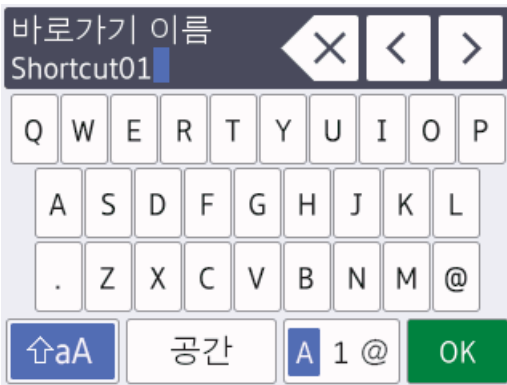 바로가기 이름
Shortcut01
Q W E R T Y U I O P
A S D F G H J K L
. Z X C V B N M @
aA 공간 A 1 @ OK